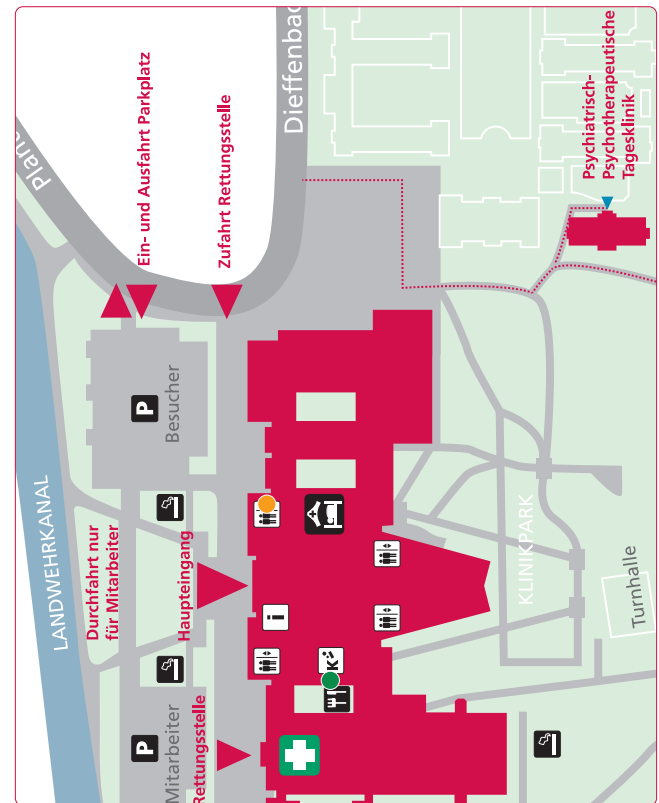 Plan
Dieffenbac
Ein- und Ausfahrt Parkplatz
Zufahrt Rettungsstelle
Psychiatrisch-
Psychotherapeutische
Tagesklinik
P
Besucher
LANDWEHRKANAL
Durchfahrt nur
für Mitarbeiter
Haupteingang
i
K
KLINIKPARK
Turnhalle
P
Mitarbeiter
Rettungsstelle